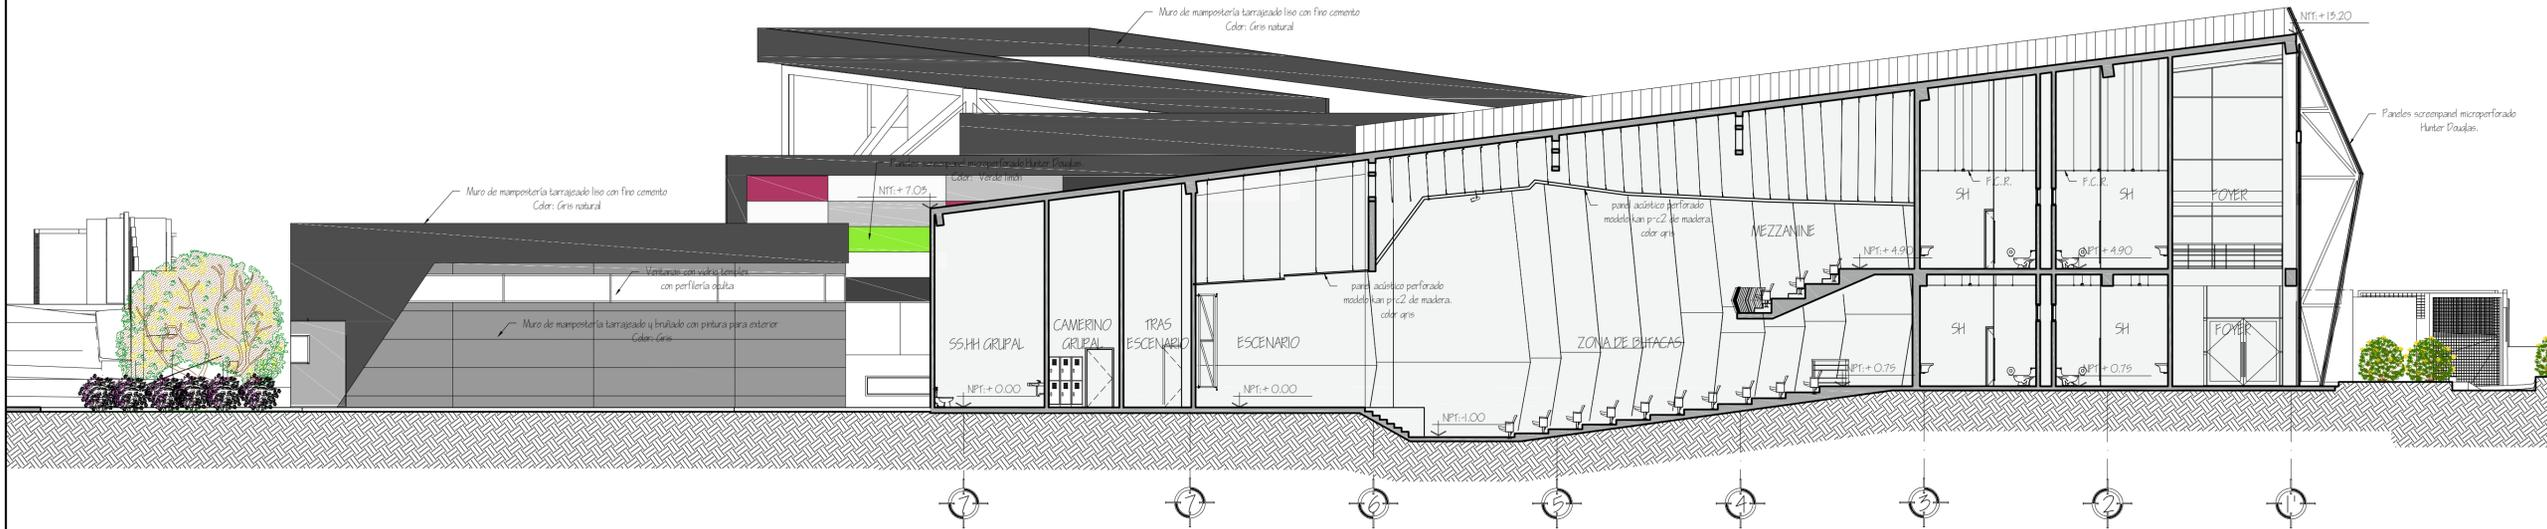 Muro de mampostería tarrajeado liso con fino cemento
Color: Gris natural
NTT:+13.20
Paneles screenpanel microperforado
Hunter Douglas.
Paneles screenpanel microperforado Hunter Douglas.
Color: Verde limón
NTT:+7.03
Muro de mampostería tarrajeado liso con fino cemento
Color: Gris natural
F.C.R.
F.C.R.
SH
SH
FOYER
panel acústico perforado
modelo kan p-c2 de madera.
color gris
MEZZANINE
NPT:+4.90
NPT:+4.90
Ventanas con vidrio templex
con perfilería oculta
panel acústico perforado
modelo kan p-c2 de madera.
color gris
Muro de mampostería tarrajeado y bruñado con pintura para exterior
Color: Gris
SS.HH GRUPAL
CAMERINO
GRUPAL
TRAS
ESCENARIO
ESCENARIO
ZONA DE BUTACAS
SH
SH
FOYER
NPT:+0.75
NPT:+0.75
NPT:+0.00
NPT:+0.00
NPT:-1.00
7
7
6
5
4
3
2
1'